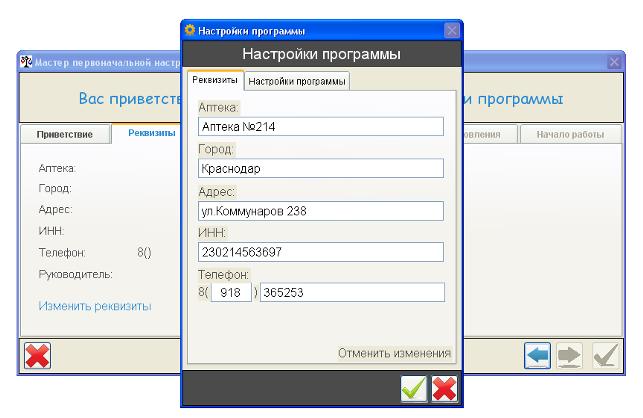 Настройки программы
Настройки программы
Реквизиты Настройки программы
Аптека:
Аптека №214
Город:
Краснодар
Адрес:
ул.Коммунаров 238
ИНН:
230214563697
Телефон:
8( 918 ) 365253
Отменить изменения
Мастер первоначальной настр
Вас приветств и программы
Приветствие Реквизиты овления Начало работы
Аптека:
Город:
Адрес:
ИНН:
Телефон: 8()
Руководитель:
Изменить реквизиты